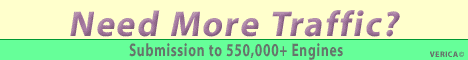 Need More Traffic?
Submission to 550,000+ Engines
VERICA©